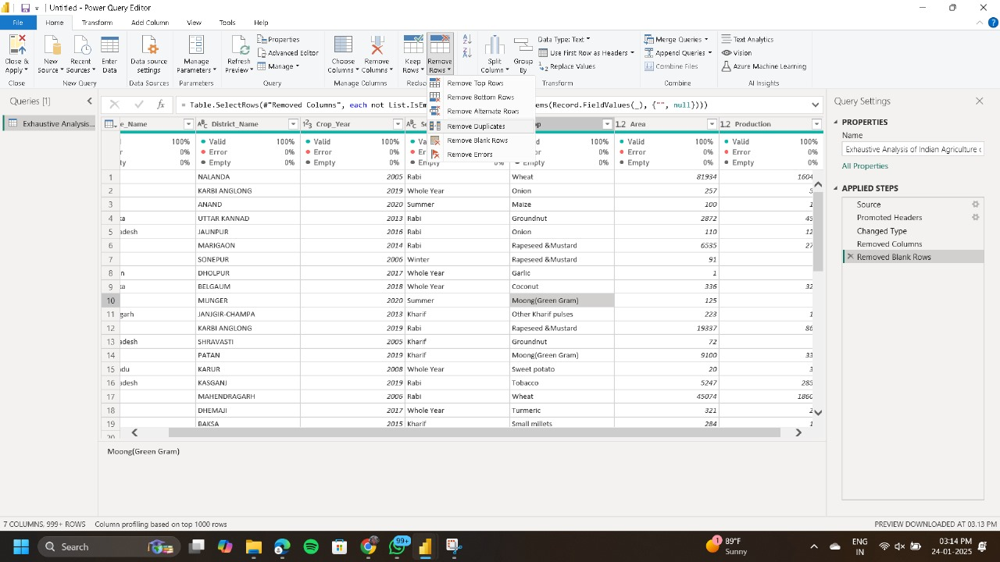 Untitled - Power Query Editor
File Home Transform Add Column View Tools Help
Close & Apply
New Source
Recent Sources
Enter Data
Data source settings
Manage Parameters
Refresh Preview
Properties
Advanced Editor
Manage
Choose Columns
Remove Columns
Keep Rows
Remove Rows
Split Column
Group By
Data Type: Text
Use First Row as Headers
Replace Values
Merge Queries
Append Queries
Combine Files
Text Analytics
Vision
Azure Machine Learning
Close New Query Data Sources Parameters Query Manage Columns Transform Combine AI Insights
Remove Top Rows
Remove Bottom Rows
Remove Alternate Rows
Remove Duplicates
Remove Blank Rows
Remove Errors
Queries [1]
Exhaustive Analysis...
= Table.SelectRows(#"Removed Columns", each not List.IsEm
ems(Record.FieldValues(_), {"", null})))
e_Name District_Name Crop_Year Se op 1.2 Area 1.2 Production
100% Valid 100% Valid 100% Va 100% Valid 100% Valid 100%
0% Error 0% Error 0% 0% Error 0% Error 0%
0% Empty 0% Empty 0% 0% Empty 0% Empty 0%
1 NALANDA 2005 Rabi Wheat 81934 1604
2 KARBI ANGLONG 2019 Whole Year Onion 257 5
3 ANAND 2020 Summer Maize 100 1
4 ka UTTAR KANNAD 2013 Rabi Groundnut 2872 45
5 adesh JAUNPUR 2016 Rabi Onion 110 12
6 MARIGAON 2014 Rabi Rapeseed &Mustard 6535 27
7 SONEPUR 2006 Winter Rapeseed &Mustard 91
8 n DHOLPUR 2017 Whole Year Garlic 1
9 ka BELGAUM 2018 Whole Year Coconut 336 32
10 MUNGER 2020 Summer Moong(Green Gram) 125
11 garh JANJGIR-CHAMPA 2013 Kharif Other Kharif pulses 223 1
12 KARBI ANGLONG 2019 Rabi Rapeseed &Mustard 19337 86
13 adesh SHRAVASTI 2005 Kharif Groundnut 72
14 PATAN 2019 Kharif Moong(Green Gram) 9100 33
15 adu KARUR 2008 Whole Year Sweet potato 20 3
16 adesh KASGANJ 2019 Rabi Tobacco 5247 285
17 MAHENDRAGARH 2006 Rabi Wheat 45074 1860
18 DHEMAJI 2017 Whole Year Turmeric 321 2
19 BAKSA 2015 Kharif Small millets 284 1
20
Moong(Green Gram)
Query Settings
PROPERTIES
Name
Exhaustive Analysis of Indian Agriculture
All Properties
APPLIED STEPS
Source
Promoted Headers
Changed Type
Removed Columns
Removed Blank Rows
7 COLUMNS, 999+ ROWS Column profiling based on top 1000 rows PREVIEW DOWNLOADED AT 03.13 PM
Search
99+
1
89°F
Sunny
ENG
IN
03:14 PM
24-01-2025